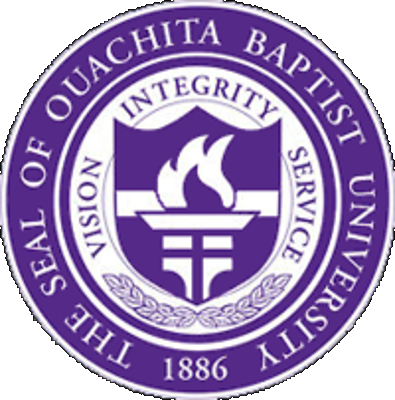 THE SEAL OF OUACHITA BAPTIST UNIVERSITY
VISION INTEGRITY SERVICE
1886